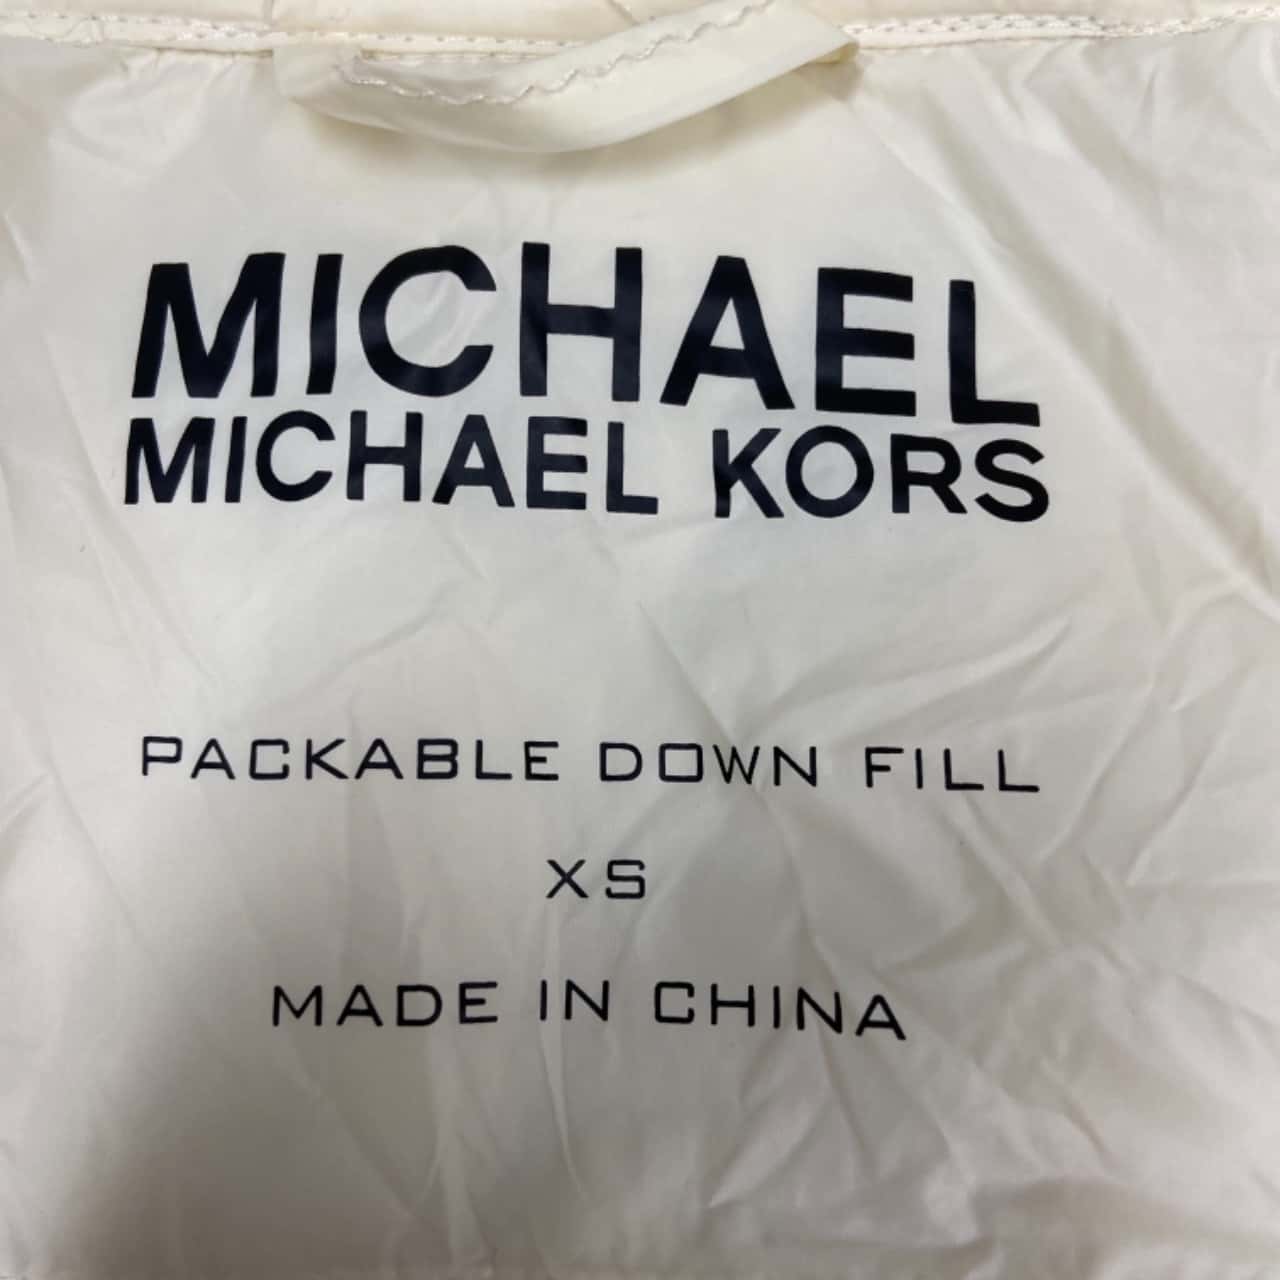 MICHAEL
MICHAEL KORS
PACKABLE DOWN FILL
XS
MADE IN CHINA